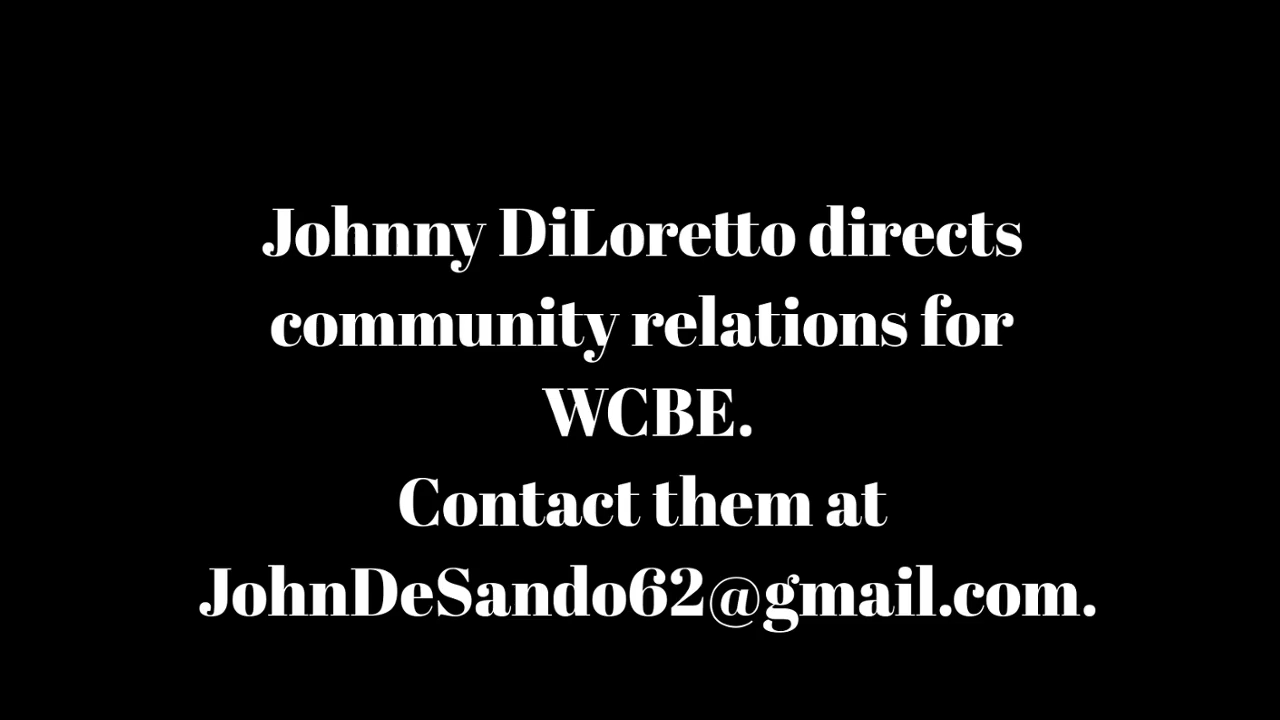 Johnny DiLoretto directs
community relations for
WCBE.
Contact them at
JohnDeSando62@gmail.com.